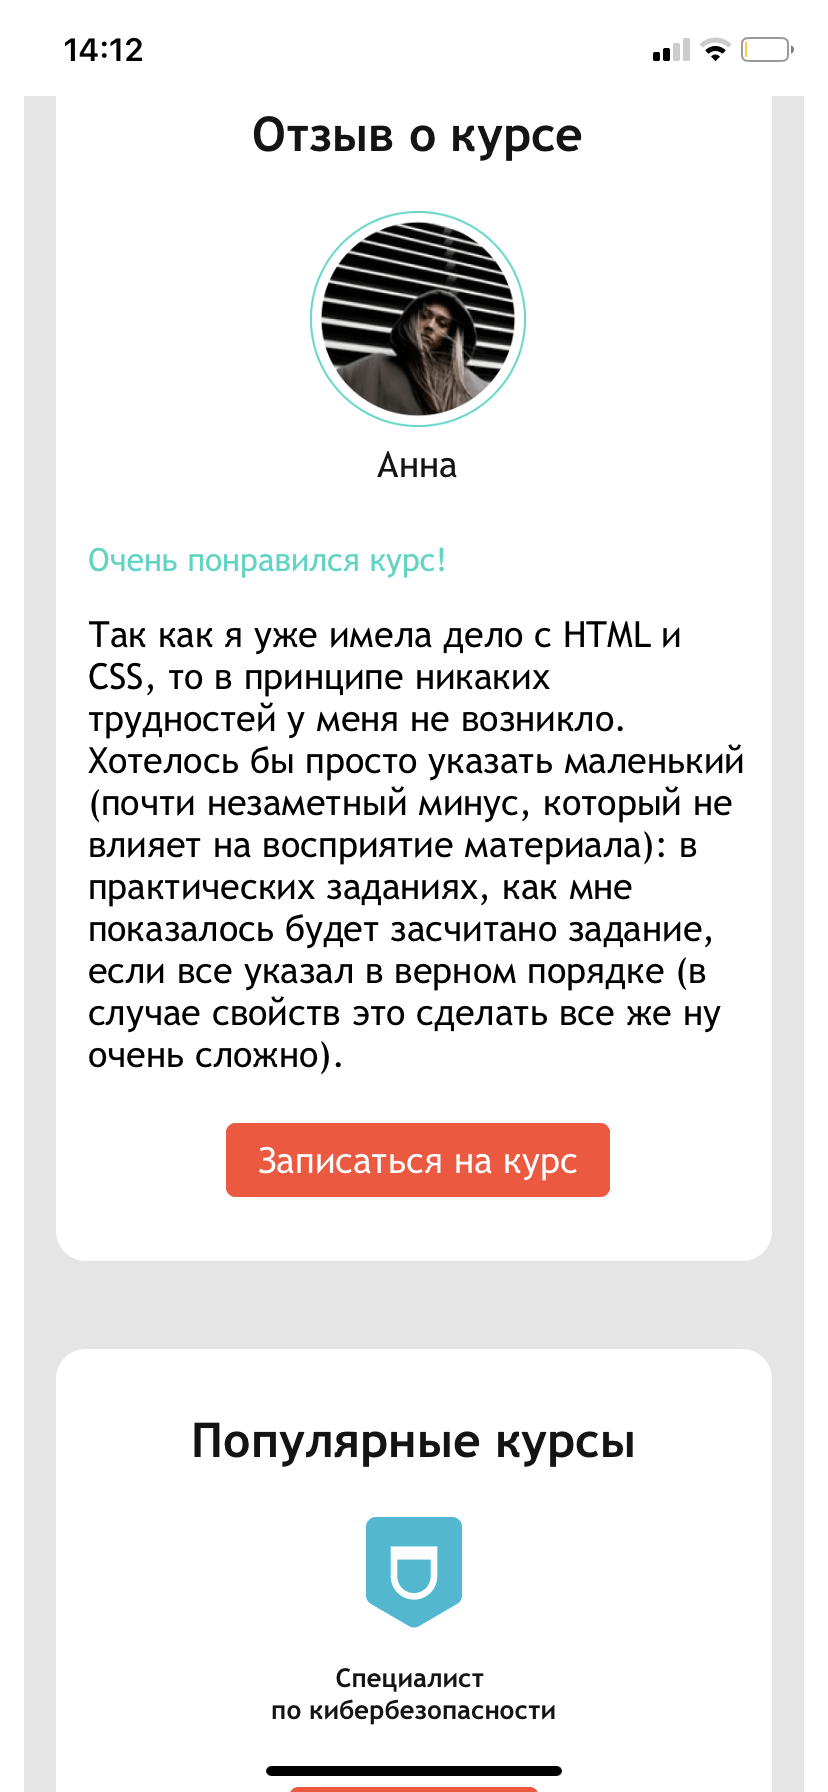 14:12
Отзыв о курсе
Анна
Очень понравился курс!
Так как я уже имела дело с HTML и
CSS, то в принципе никаких
трудностей у меня не возникло.
Хотелось бы просто указать маленький
(почти незаметный минус, который не
влияет на восприятие материала): в
практических заданиях, как мне
показалось будет засчитано задание,
если все указал в верном порядке (в
случае свойств это сделать все же ну
очень сложно).
Записаться на курс
Популярные курсы
Специалист
по кибербезопасности